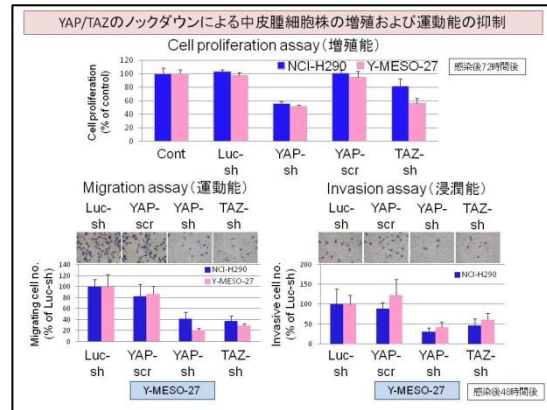 YAP/TAZのノックダウンによる中皮腫細胞株の増殖および運動能の抑制
Cell proliferation assay(増殖能)
NCI-H290 Y-MESO-27
感染後72時間後
Cell proliferation
(% of control)
120
100
80
60
40
20
0
Cont Luc-sh YAP-sh YAP-scr TAZ-sh
Migration assay(運動能)
Luc-sh YAP-scr YAP-sh TAZ-sh
Migrating cell no.
(% of Luc-sh)
140
120
100
80
60
40
20
0
NCI-H290
Y-MESO-27
Luc-sh YAP-scr YAP-sh TAZ-sh
Y-MESO-27
Invasion assay(浸潤能)
Luc-sh YAP-scr YAP-sh TAZ-sh
Invasive cell no.
(% of Luc-sh)
200
150
100
50
0
NCI-H290
Luc-sh YAP-scr YAP-sh TAZ-sh
Y-MESO-27
感染後48時間後